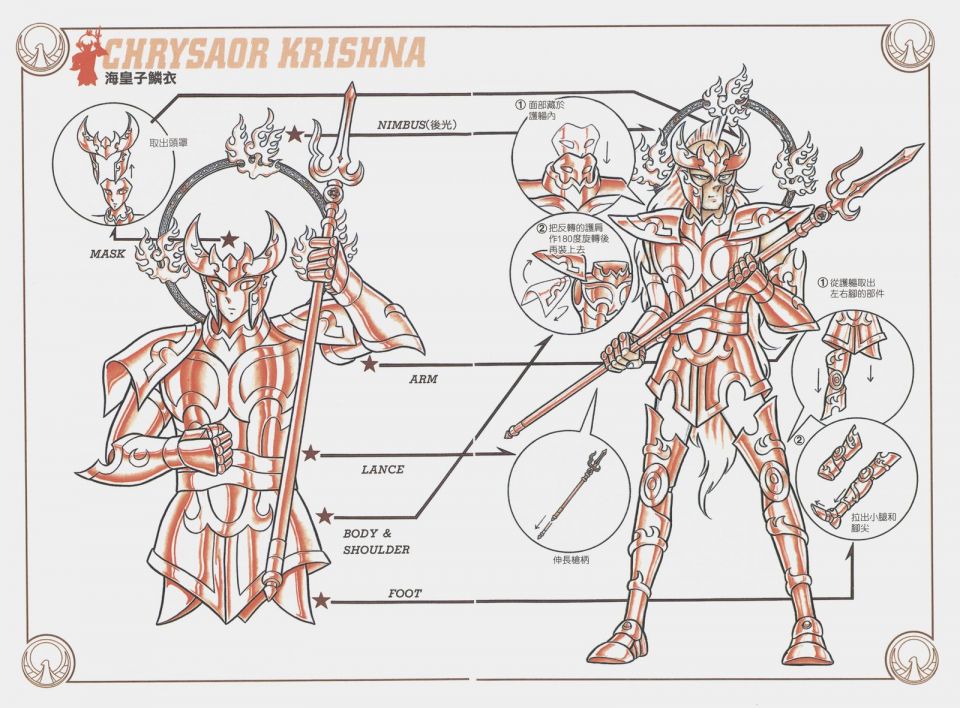 CHRYSAOR KRISHNA
海皇子鱗衣
取出頭罩
MASK
NIMBUS(後光)
① 面部藏於
護軀內
② 把反轉的護肩
作180度旋轉後
再裝上去
ARM
① 從護軀取出
左右腳的部件
LANCE
伸長槍柄
②
拉出小腿和
腳尖
BODY &
SHOULDER
FOOT